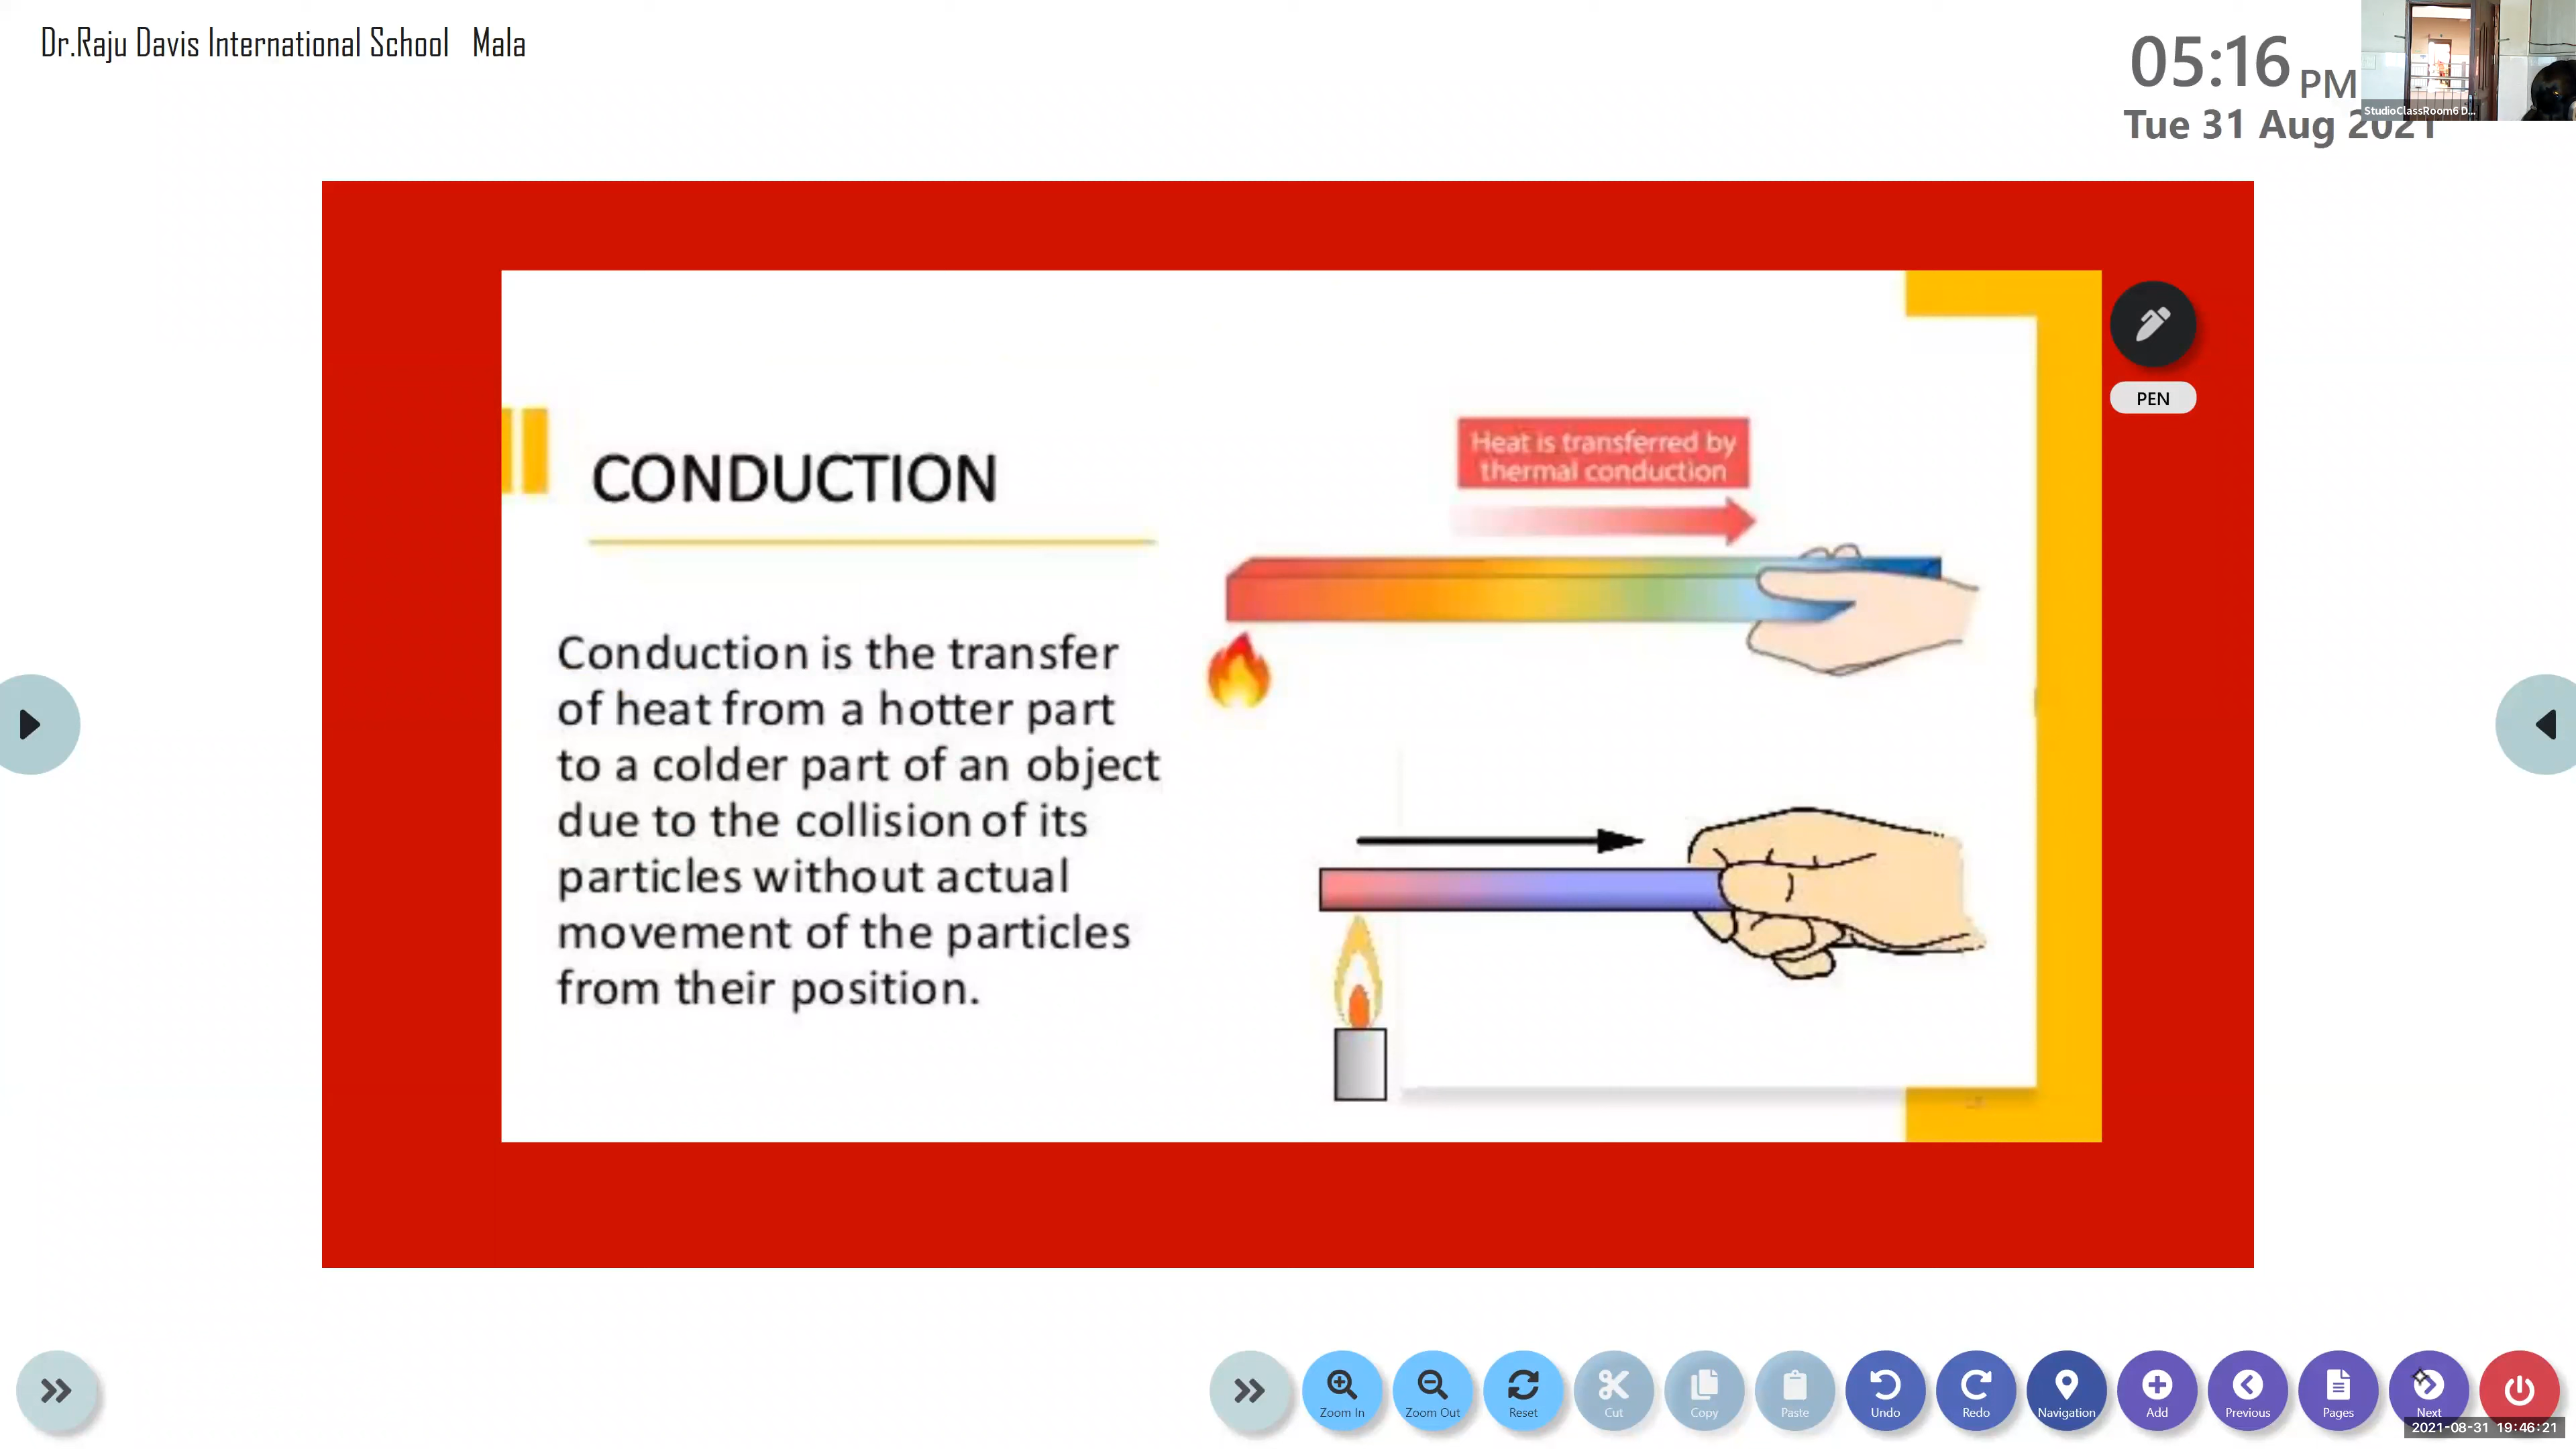 Dr.Raju Davis International School Mala
05:16 PM
Tue 31 Aug 2021
StudioClassRoom6 D...
PEN
CONDUCTION
Heat is transferred by
thermal conduction
Conduction is the transfer
of heat from a hotter part
to a colder part of an object
due to the collision of its
particles without actual
movement of the particles
from their position.
Zoom In
Zoom Out
Reset
Cut
Copy
Paste
Undo
Redo
Navigation
Add
Previous
Pages
Next
2021-08-31 19:46:21